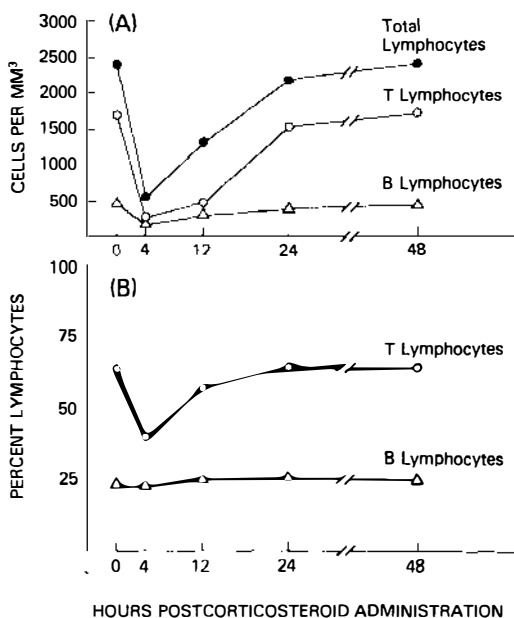 (A)
3000
2500
2000
1500
1000
500
CELLS PER MM³
Total
Lymphocytes
T Lymphocytes
B Lymphocytes
0 4 12 24 48
(B)
100
75
50
25
PERCENT LYMPHOCYTES
T Lymphocytes
B Lymphocytes
0 4 12 24 48
HOURS POSTCORTICOSTEROID ADMINISTRATION